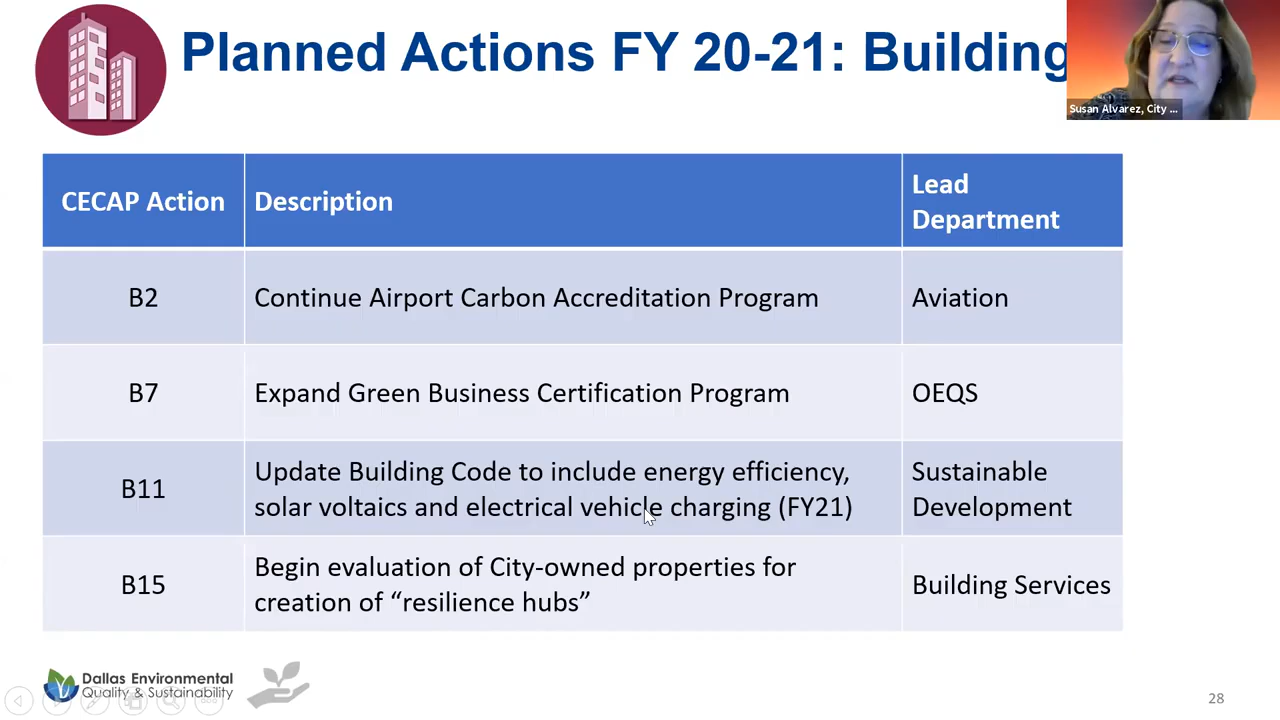 Planned Actions FY 20-21: Building
Susan Alvarez, City ...
CECAP Action
Description
Lead
Department
B2
Continue Airport Carbon Accreditation Program
Aviation
B7
Expand Green Business Certification Program
OEQS
B11
Update Building Code to include energy efficiency,
solar voltaics and electrical vehicle charging (FY21)
Sustainable
Development
B15
Begin evaluation of City-owned properties for
creation of “resilience hubs”
Building Services
Dallas Environmental
Quality & Sustainability
28